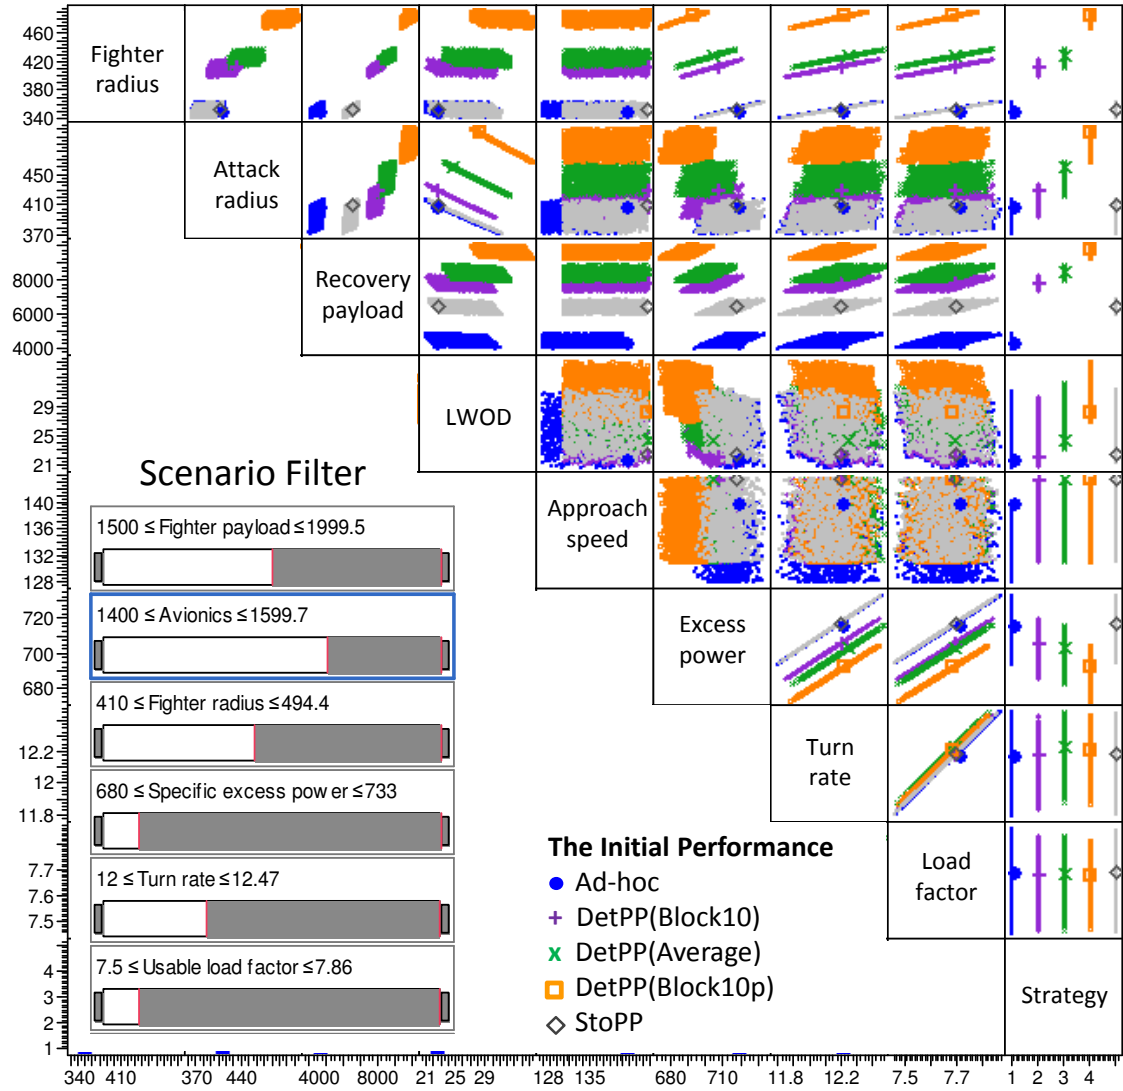 460
420
380
340
Fighter
radius
450
410
370
Attack
radius
8000
6000
4000
Recovery
payload
29
25
21
LWOD
Scenario Filter
140
136
132
128
Approach
speed
1500 ≤ Fighter payload ≤ 1999.5
720
700
680
Excess
power
1400 ≤ Avionics ≤ 1599.7
410 ≤ Fighter radius ≤ 494.4
12.2
12
11.8
Turn
rate
680 ≤ Specific excess power ≤ 733
7.7
7.6
7.5
Load
factor
12 ≤ Turn rate ≤ 12.47
The Initial Performance
Ad-hoc
DetPP(Block10)
DetPP(Average)
DetPP(Block10p)
StoPP
7.5 ≤ Usable load factor ≤ 7.86
4
3
2
1
Strategy
340 410 370 440 4000 8000 21 25 29 128 135 680 710 11.8 12.2 7.5 7.7 1 2 3 4